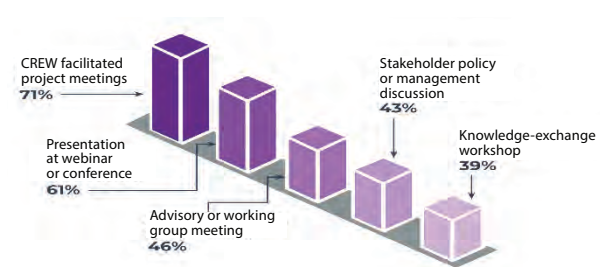 CREW facilitated
project meetings
71%
Presentation
at webinar
or conference
61%
Advisory or working
group meeting
46%
Stakeholder policy
or management
discussion
43%
Knowledge-exchange
workshop
39%